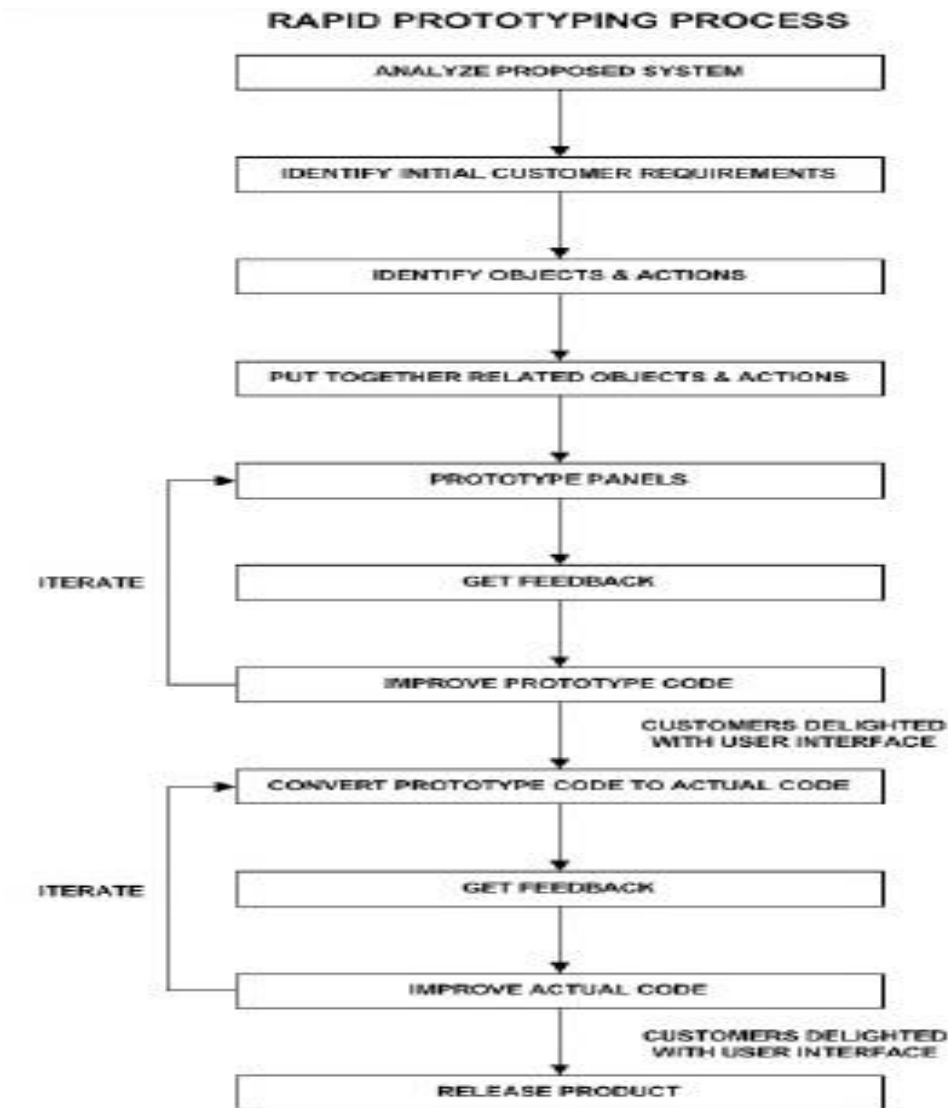 RAPID PROTOTYPING PROCESS
ANALYZE PROPOSED SYSTEM
IDENTIFY INITIAL CUSTOMER REQUIREMENTS
IDENTIFY OBJECTS & ACTIONS
PUT TOGETHER RELATED OBJECTS & ACTIONS
PROTOTYPE PANELS
ITERATE
GET FEEDBACK
IMPROVE PROTOTYPE CODE
CUSTOMERS DELIGHTED
WITH USER INTERFACE
CONVERT PROTOTYPE CODE TO ACTUAL CODE
ITERATE
GET FEEDBACK
IMPROVE ACTUAL CODE
CUSTOMERS DELIGHTED
WITH USER INTERFACE
RELEASE PRODUCT